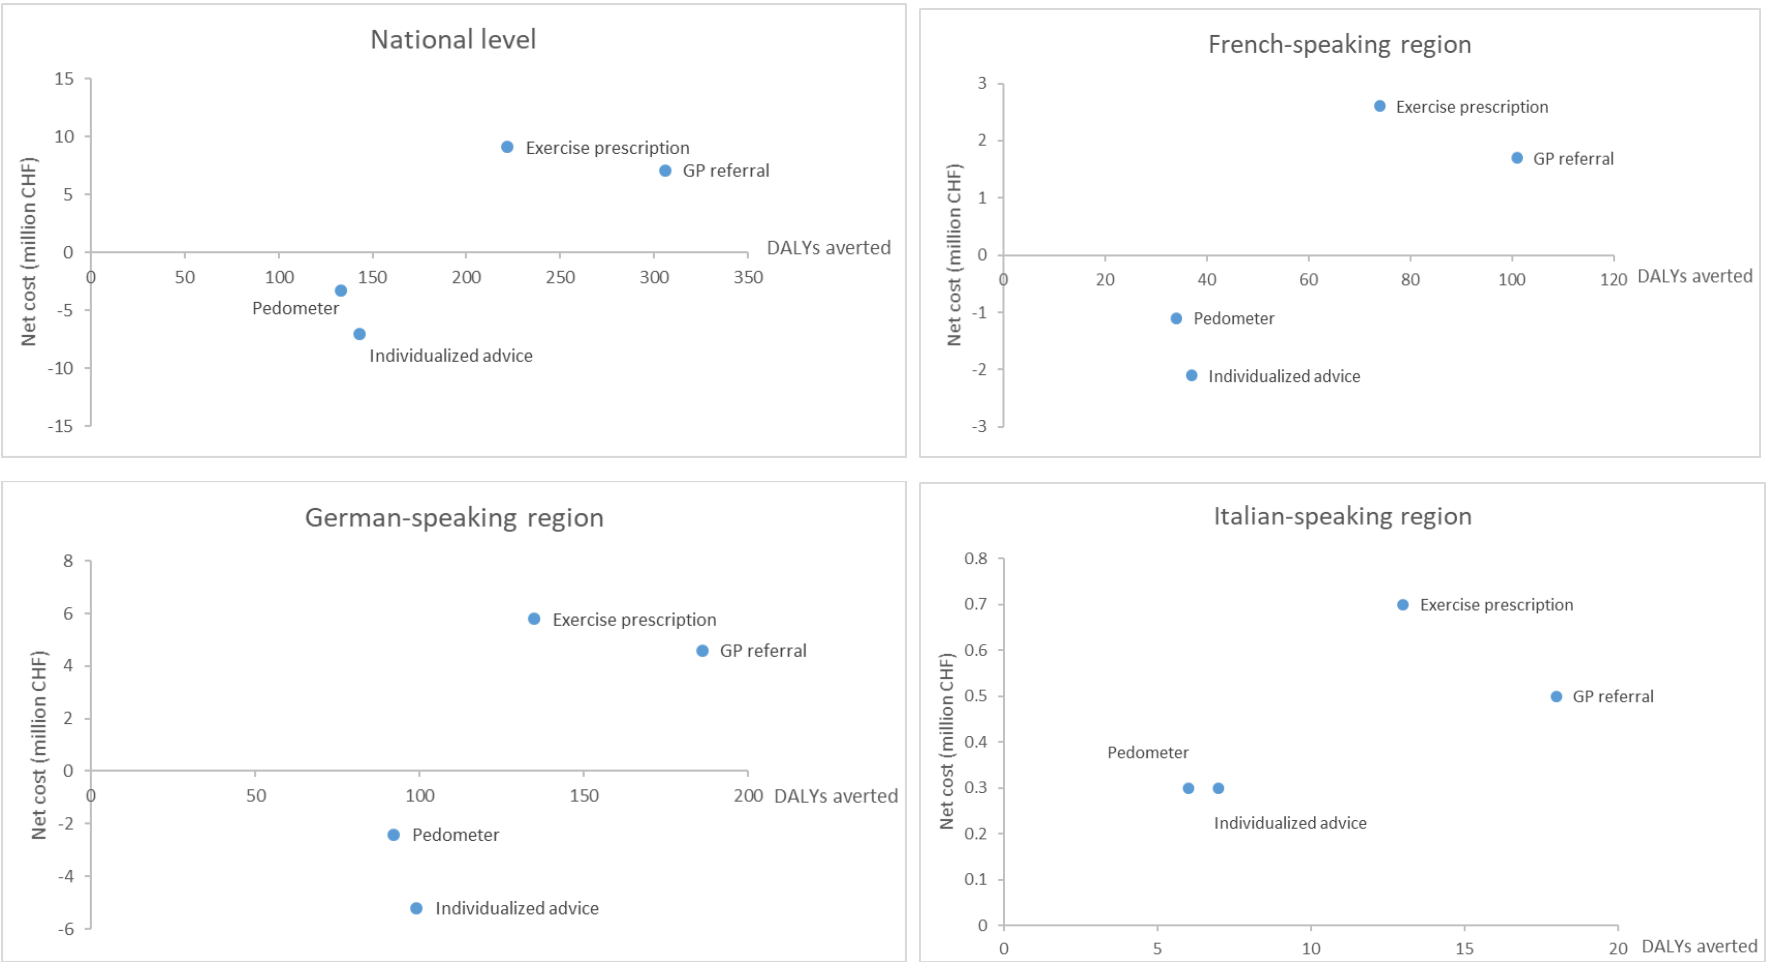 National level
15
10
5
0
-5
-10
-15
Net cost (million CHF)
0 50 100 150 200 250 300 350
DALYs averted
Exercise prescription
GP referral
Pedometer
Individualized advice
French-speaking region
3
2
1
0
-1
-2
-3
Net cost (million CHF)
0 20 40 60 80 100 120
DALYs averted
Exercise prescription
GP referral
Pedometer
Individualized advice
German-speaking region
8
6
4
2
0
-2
-4
-6
Net cost (million CHF)
0 50 100 150 200
DALYs averted
Exercise prescription
GP referral
Pedometer
Individualized advice
Italian-speaking region
0.8
0.7
0.6
0.5
0.4
0.3
0.2
0.1
0
Net cost (million CHF)
0 5 10 15 20
DALYs averted
Exercise prescription
GP referral
Pedometer
Individualized advice